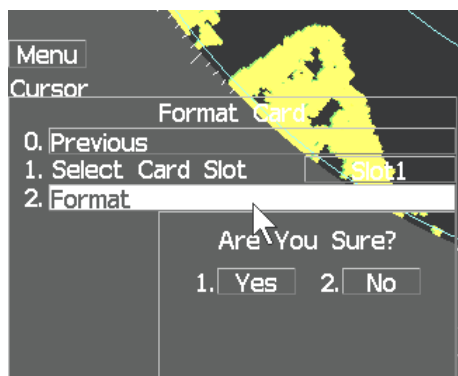 Menu
Cursor
Format Card
0. Previous
1. Select Card Slot Slot1
2. Format
Are You Sure?
1. Yes 2. No